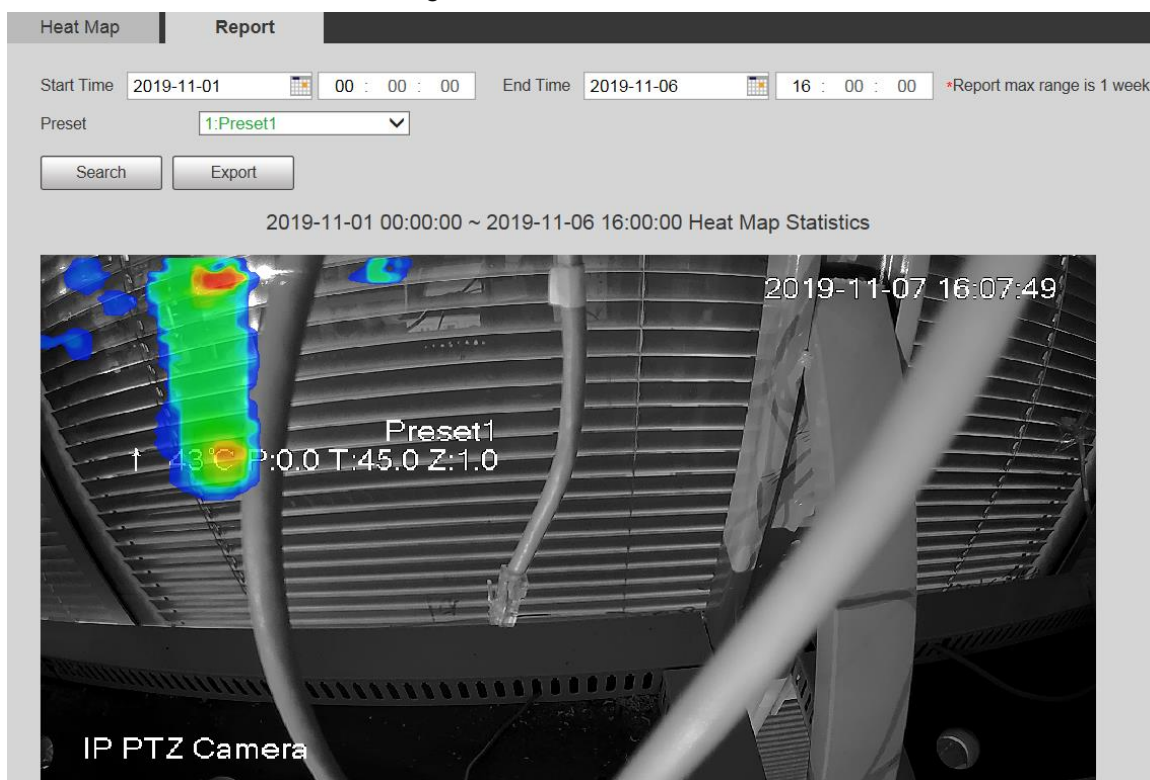 Heat Map Report
Start Time 2019-11-01 00 : 00 : 00 End Time 2019-11-06 16 : 00 : 00 *Report max range is 1 week
Preset 1:Preset1
Search Export
2019-11-01 00:00:00 ~ 2019-11-06 16:00:00 Heat Map Statistics
2019-11-07 16:07:49
Preset1
↑ 43°C P:0.0 T:45.0 Z:1.0
IP PTZ Camera